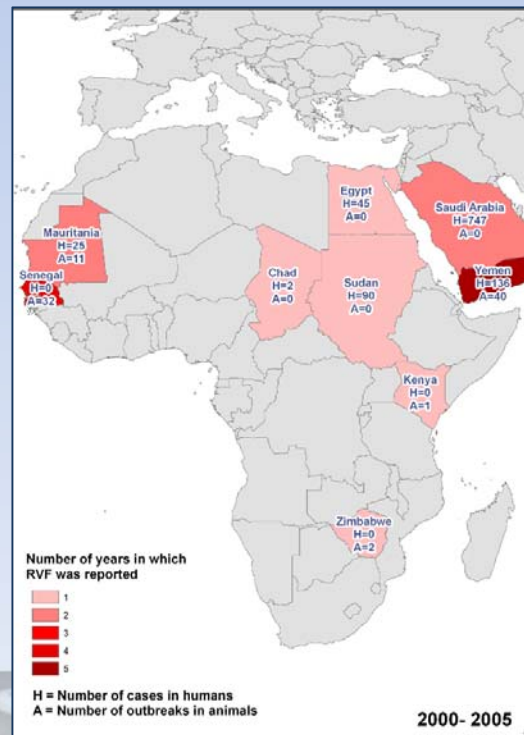 Egypt
H=45
A=0
Saudi Arabia
H=747
A=0
Mauritania
H=25
A=11
Senegal
H=0
A=32
Chad
H=2
A=0
Sudan
H=90
A=0
Yemen
H=136
A=40
Kenya
H=0
A=1
Zimbabwe
H=0
A=2
Number of years in which
RVF was reported
1
2
3
4
5
H = Number of cases in humans
A = Number of outbreaks in animals
2000- 2005